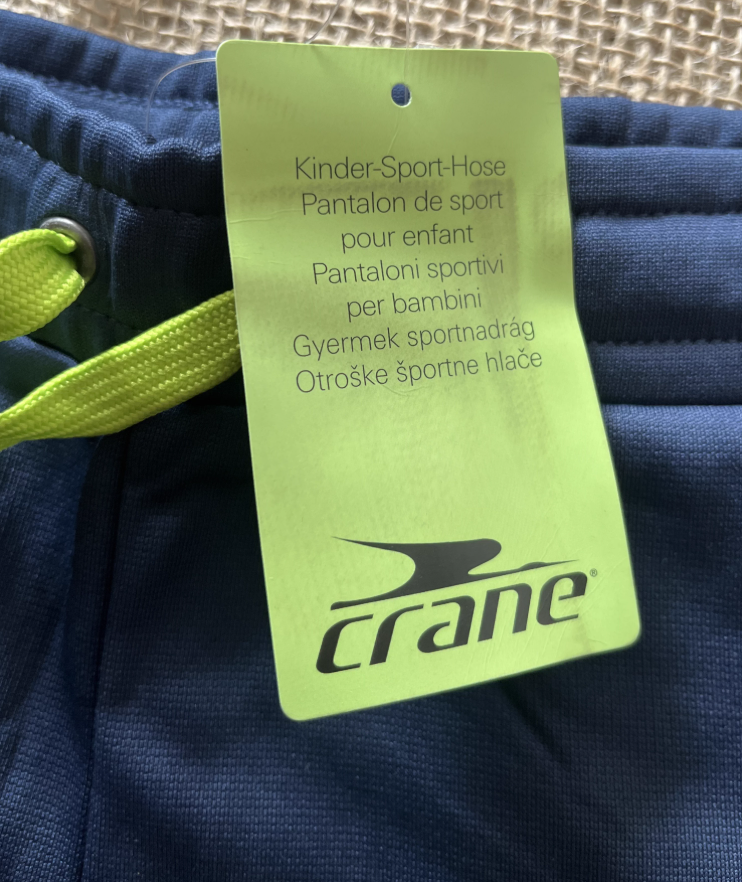 Kinder-Sport-Hose
Pantalon de sport
pour enfant
Pantaloni sportivi
per bambini
Gyermek sportnadrág
Otroške športne hlače
crane®